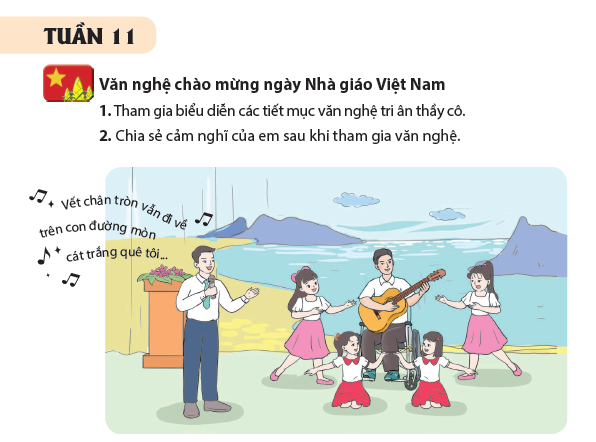 TUẦN 11
Văn nghệ chào mừng ngày Nhà giáo Việt Nam
1. Tham gia biểu diễn các tiết mục văn nghệ tri ân thầy cô.
2. Chia sẻ cảm nghĩ của em sau khi tham gia văn nghệ.
Vết chân tròn vẫn đi về
trên con đường mòn
cát trắng quê tôi...